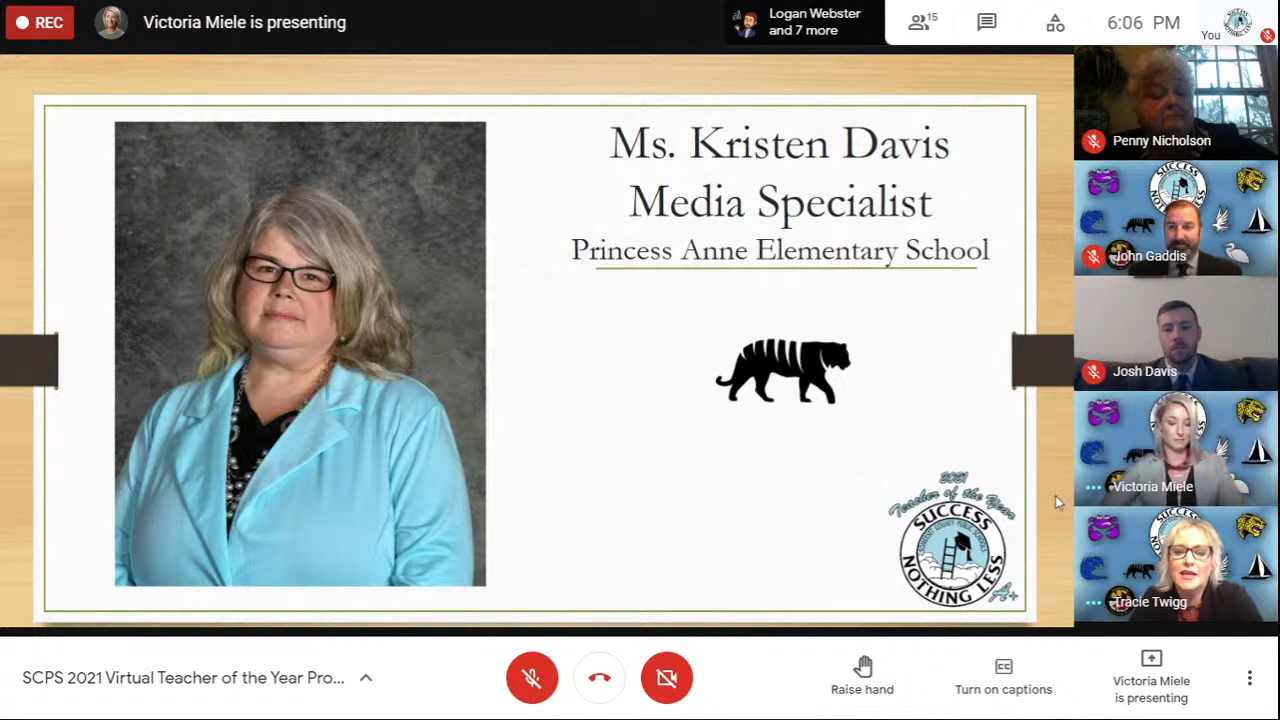 REC
Victoria Miele is presenting
Logan Webster
and 7 more
15
6:06 PM
You
Ms. Kristen Davis
Media Specialist
Princess Anne Elementary School
2021
Teacher of the Year
SUCCESS
NOTHING LESS
A+
Penny Nicholson
SUCCESS
John Gaddis
Josh Davis
Victoria Miele
Tracie Twigg
SCPS 2021 Virtual Teacher of the Year Pro...
Raise hand
Turn on captions
Victoria Miele
is presenting